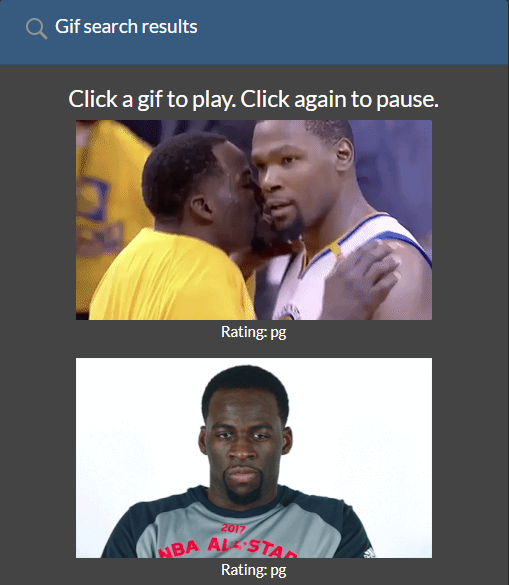 Gif search results
Click a gif to play. Click again to pause.
Rating: pg
2017
NBA ALL-STAR
Rating: pg